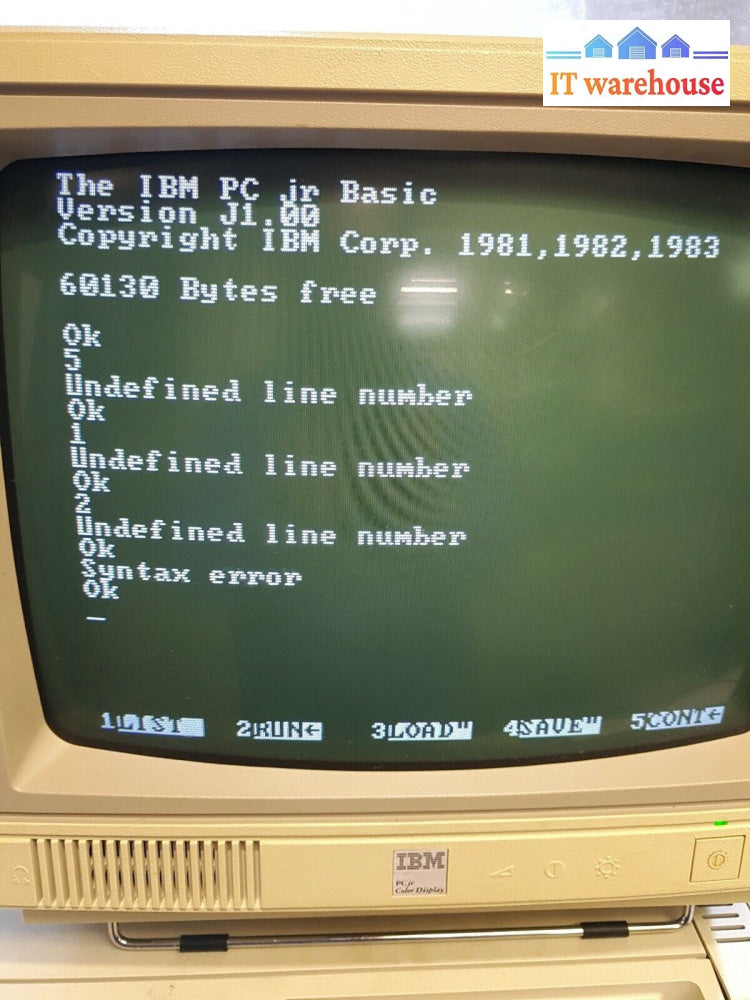 IT warehouse
The IBM PC jr Basic
Version J1.00
Copyright IBM Corp. 1981,1982,1983
60130 Bytes free
Ok
5
Undefined line number
Ok
1
Undefined line number
Ok
2
Undefined line number
Ok
Syntax error
Ok
_
1LIST 2RUN← 3LOAD" 4SAVE" 5CONT←
IBM
PC jr
Color Display